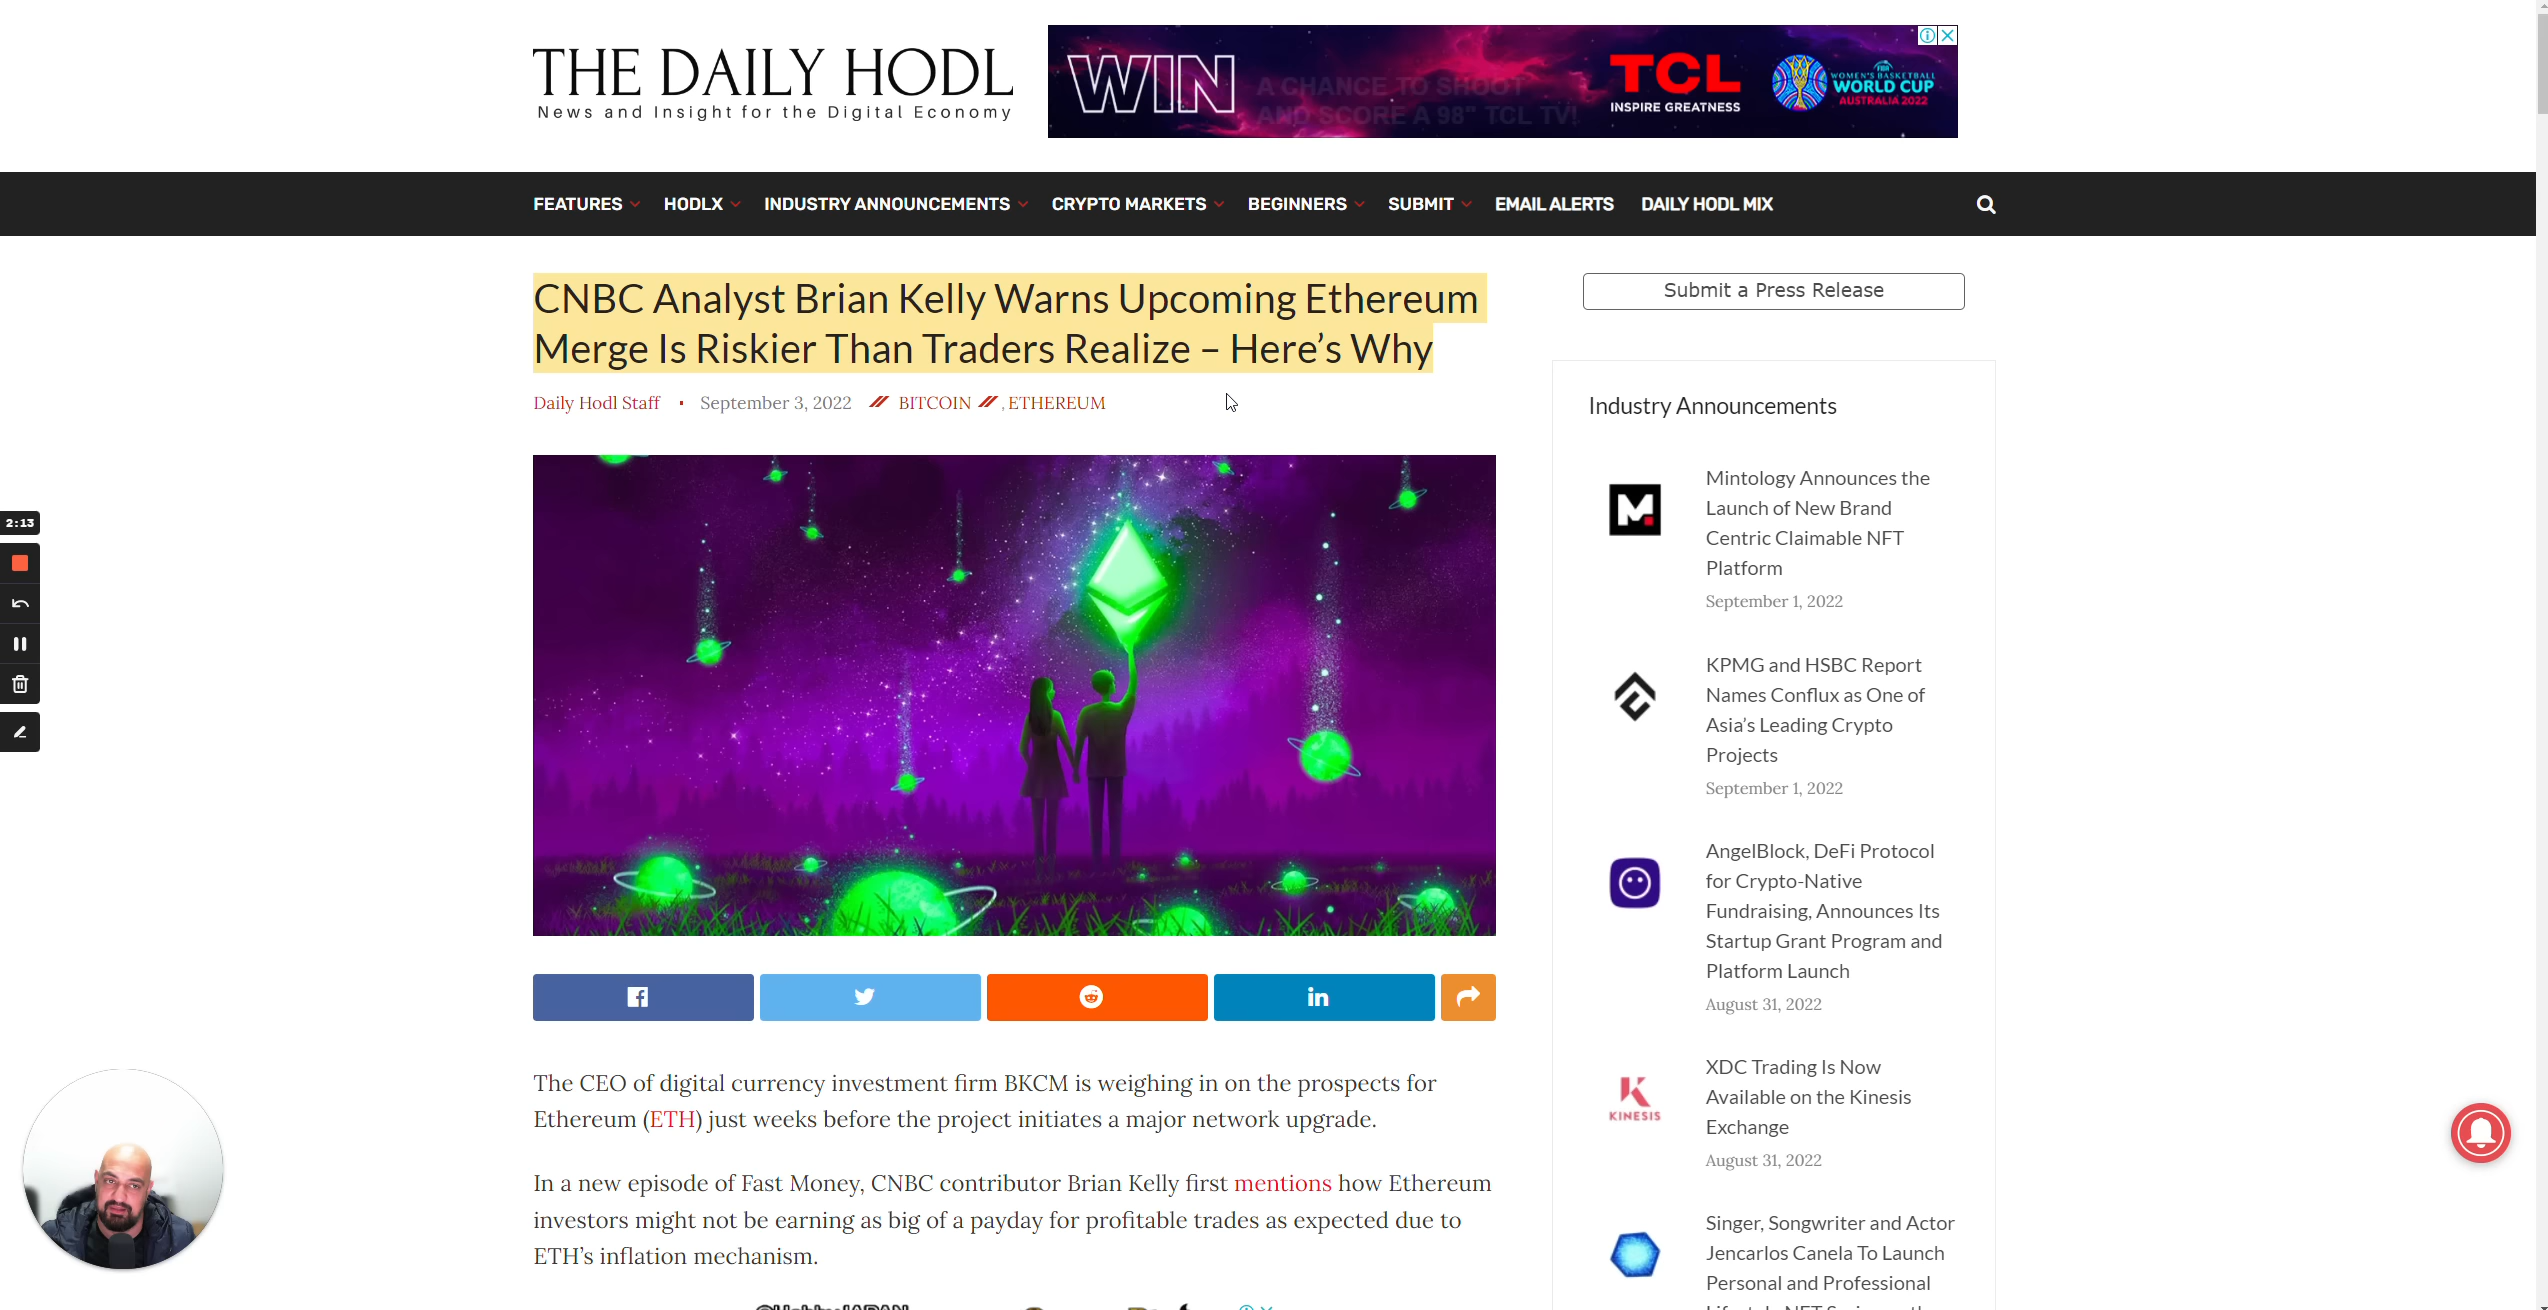 THE DAILY HODL
News and Insight for the Digital Economy
WIN
A CHANCE TO SHOOT
AND SCORE A 98" TCL TV!
TCL
INSPIRE GREATNESS
FIBA
WOMEN'S BASKETBALL
WORLD CUP
AUSTRALIA 2022
FEATURES HODLX INDUSTRY ANNOUNCEMENTS CRYPTO MARKETS BEGINNERS SUBMIT EMAIL ALERTS DAILY HODL MIX
CNBC Analyst Brian Kelly Warns Upcoming Ethereum
Merge Is Riskier Than Traders Realize – Here’s Why
Daily Hodl Staff · September 3, 2022 BITCOIN , ETHEREUM
2:13
The CEO of digital currency investment firm BKCM is weighing in on the prospects for
Ethereum (ETH) just weeks before the project initiates a major network upgrade.
In a new episode of Fast Money, CNBC contributor Brian Kelly first mentions how Ethereum
investors might not be earning as big of a payday for profitable trades as expected due to
ETH’s inflation mechanism.
Submit a Press Release
Industry Announcements
Mintology Announces the
Launch of New Brand
Centric Claimable NFT
Platform
September 1, 2022
KPMG and HSBC Report
Names Conflux as One of
Asia’s Leading Crypto
Projects
September 1, 2022
AngelBlock, DeFi Protocol
for Crypto-Native
Fundraising, Announces Its
Startup Grant Program and
Platform Launch
August 31, 2022
KINESIS
XDC Trading Is Now
Available on the Kinesis
Exchange
August 31, 2022
Singer, Songwriter and Actor
Jencarlos Canela To Launch
Personal and Professional